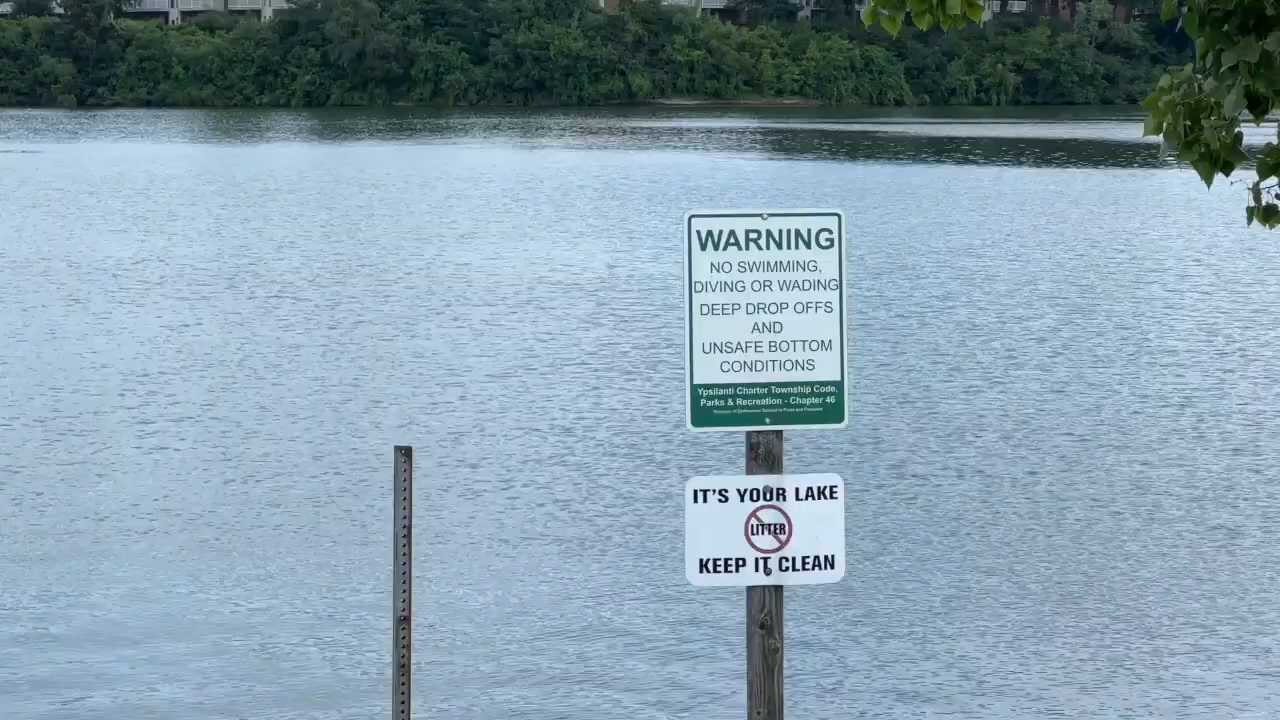 WARNING
NO SWIMMING,
DIVING OR WADING
DEEP DROP OFFS
AND
UNSAFE BOTTOM
CONDITIONS
Ypsilanti Charter Township Code,
Parks & Recreation - Chapter 46
IT'S YOUR LAKE
LITTER
KEEP IT CLEAN